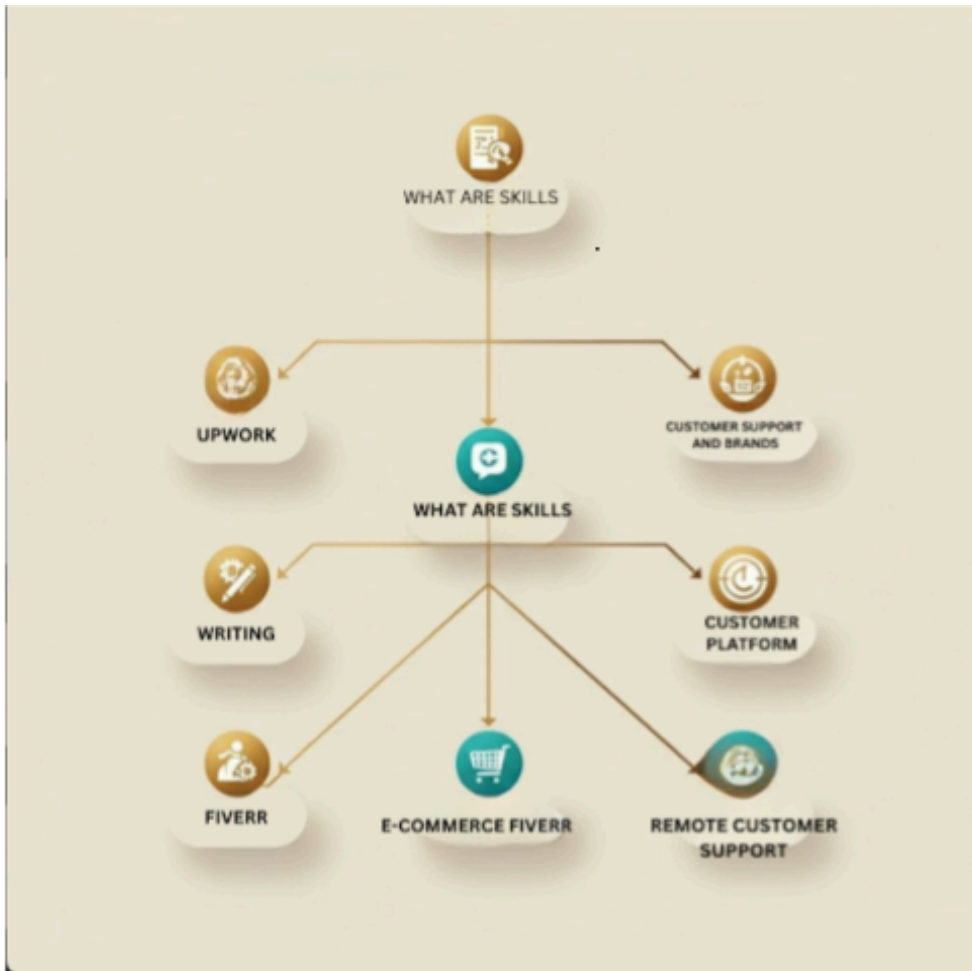 WHAT ARE SKILLS
UPWORK
CUSTOMER SUPPORT
AND BRANDS
WHAT ARE SKILLS
WRITING
CUSTOMER
PLATFORM
FIVERR
E-COMMERCE FIVERR
REMOTE CUSTOMER
SUPPORT